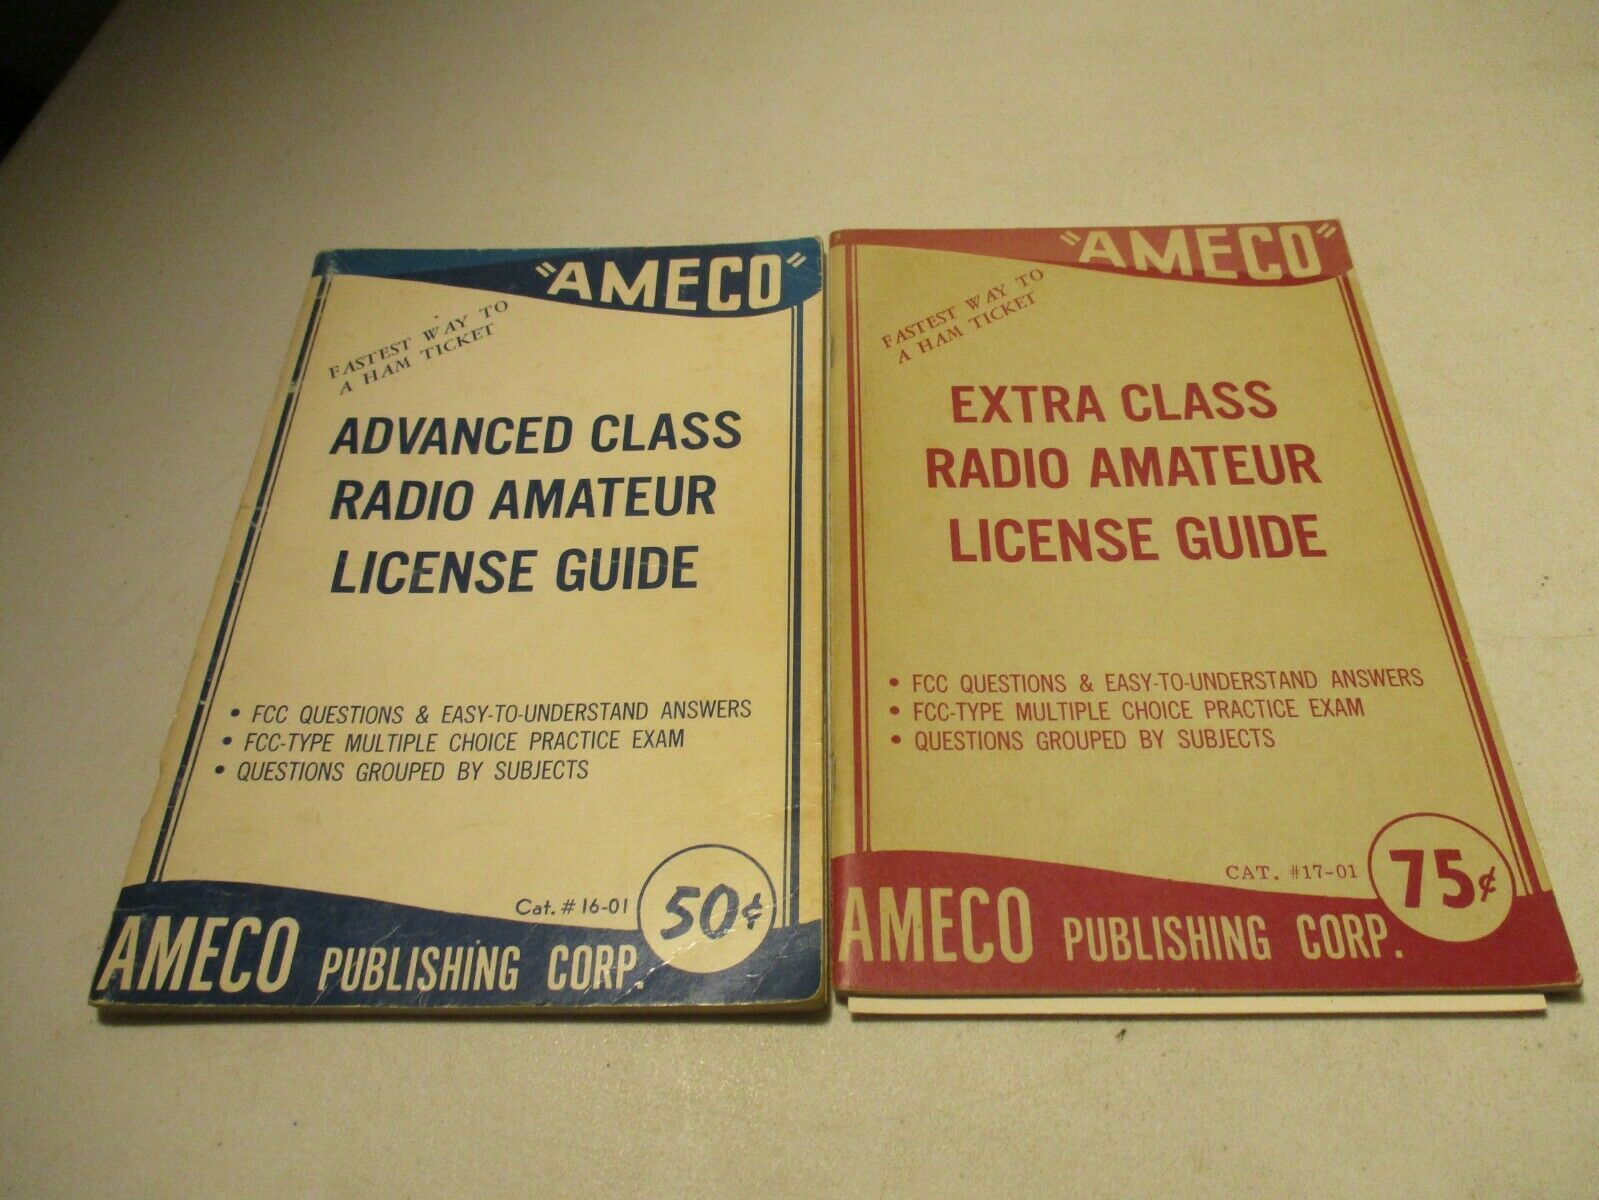 "AMECO"
FASTEST WAY TO
A HAM TICKET
ADVANCED CLASS
RADIO AMATEUR
LICENSE GUIDE
• FCC QUESTIONS & EASY-TO-UNDERSTAND ANSWERS
• FCC-TYPE MULTIPLE CHOICE PRACTICE EXAM
• QUESTIONS GROUPED BY SUBJECTS
Cat. # 16-01
50¢
AMECO PUBLISHING CORP.
"AMECO"
FASTEST WAY TO
A HAM TICKET
EXTRA CLASS
RADIO AMATEUR
LICENSE GUIDE
• FCC QUESTIONS & EASY-TO-UNDERSTAND ANSWERS
• FCC-TYPE MULTIPLE CHOICE PRACTICE EXAM
• QUESTIONS GROUPED BY SUBJECTS
CAT. #17-01
75¢
AMECO PUBLISHING CORP.